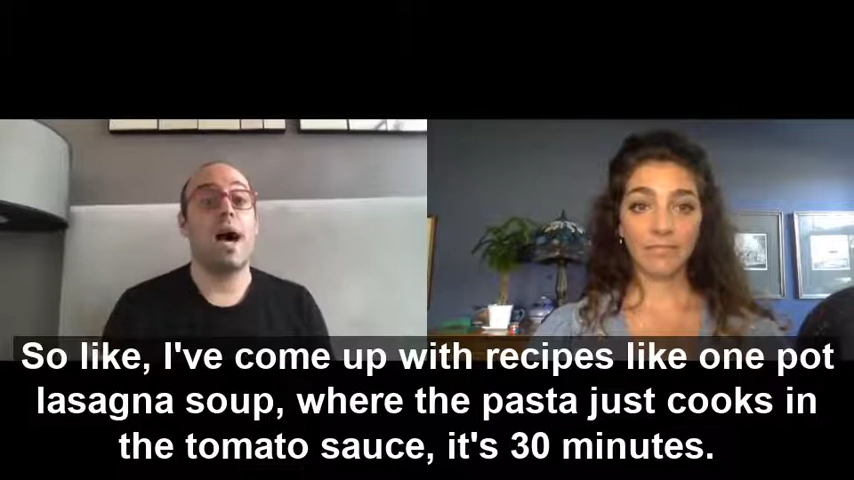 So like, I've come up with recipes like one pot
lasagna soup, where the pasta just cooks in
the tomato sauce, it's 30 minutes.